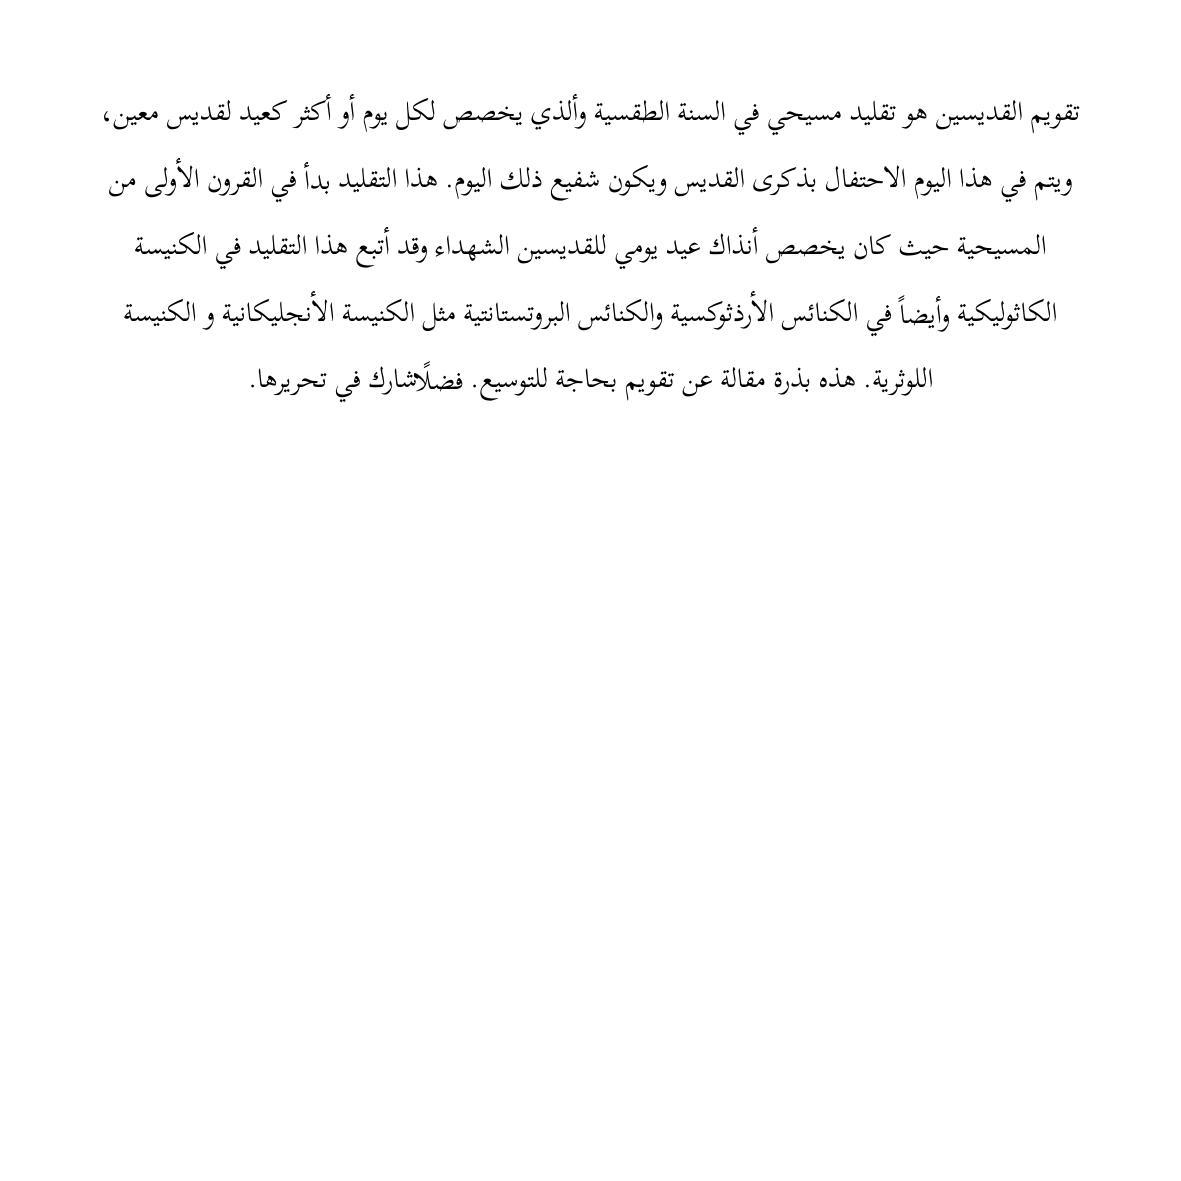 تقويم القديسين هو تقليد مسيحي في السنة الطقسية وألذي يخصص لكل يوم أو أكثر كعيد لقديس معين،
ويتم في هذا اليوم الاحتفال بذكرى القديس ويكون شفيع ذلك اليوم. هذا التقليد بدأ في القرون الأولى من
المسيحية حيث كان يخصص أنذاك عيد يومي للقديسين الشهداء وقد أتبع هذا التقليد في الكنيسة
الكاثوليكية وأيضاً في الكنائس الأرذثوكسية والكنائس البروتستانتية مثل الكنيسة الأنجليكانية و الكنيسة
اللوثرية. هذه بذرة مقالة عن تقويم بحاجة للتوسيع. فضلًاشارك في تحريرها.